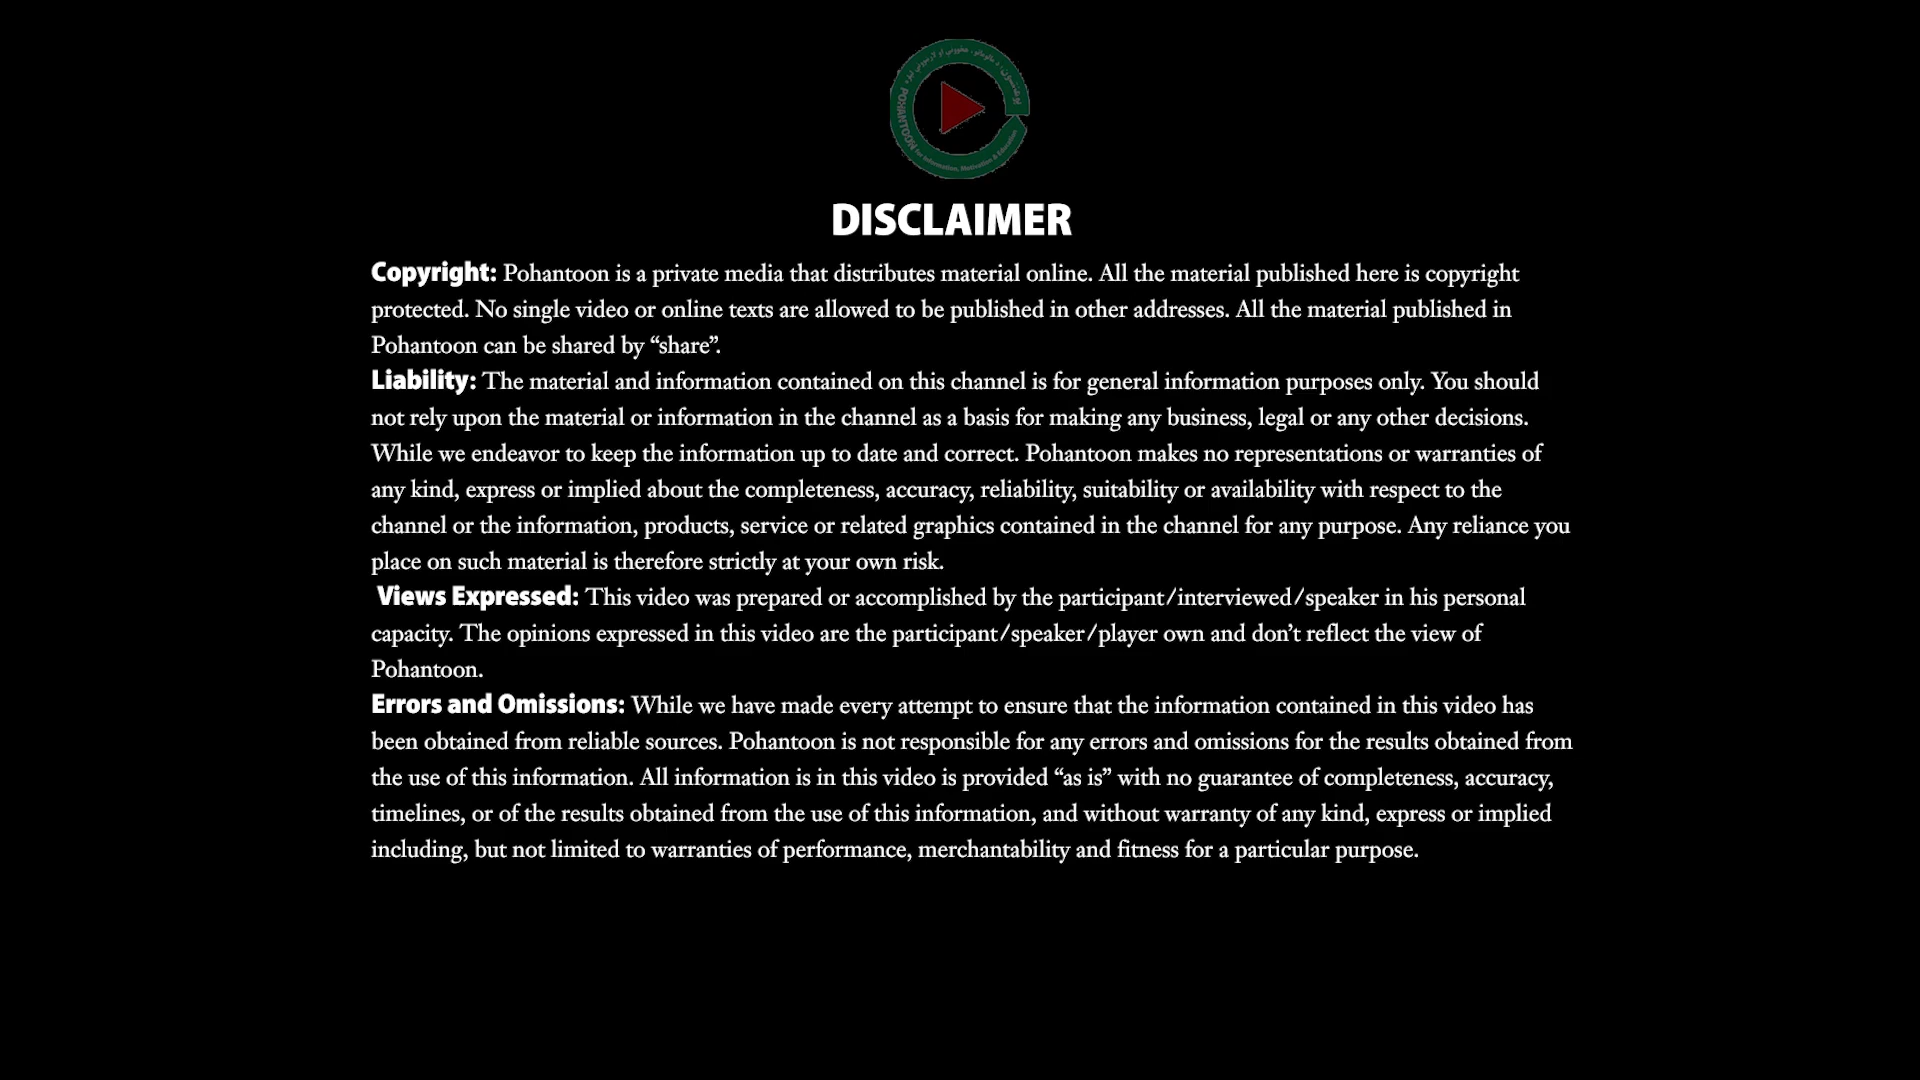 POHANTOON for Information, Motivation & Education
DISCLAIMER
Copyright: Pohantoon is a private media that distributes material online. All the material published here is copyright
protected. No single video or online texts are allowed to be published in other addresses. All the material published in
Pohantoon can be shared by “share”.
Liability: The material and information contained on this channel is for general information purposes only. You should
not rely upon the material or information in the channel as a basis for making any business, legal or any other decisions.
While we endeavor to keep the information up to date and correct. Pohantoon makes no representations or warranties of
any kind, express or implied about the completeness, accuracy, reliability, suitability or availability with respect to the
channel or the information, products, service or related graphics contained in the channel for any purpose. Any reliance you
place on such material is therefore strictly at your own risk.
Views Expressed: This video was prepared or accomplished by the participant/interviewed/speaker in his personal
capacity. The opinions expressed in this video are the participant/speaker/player own and don’t reflect the view of
Pohantoon.
Errors and Omissions: While we have made every attempt to ensure that the information contained in this video has
been obtained from reliable sources. Pohantoon is not responsible for any errors and omissions for the results obtained from
the use of this information. All information is in this video is provided “as is” with no guarantee of completeness, accuracy,
timelines, or of the results obtained from the use of this information, and without warranty of any kind, express or implied
including, but not limited to warranties of performance, merchantability and fitness for a particular purpose.